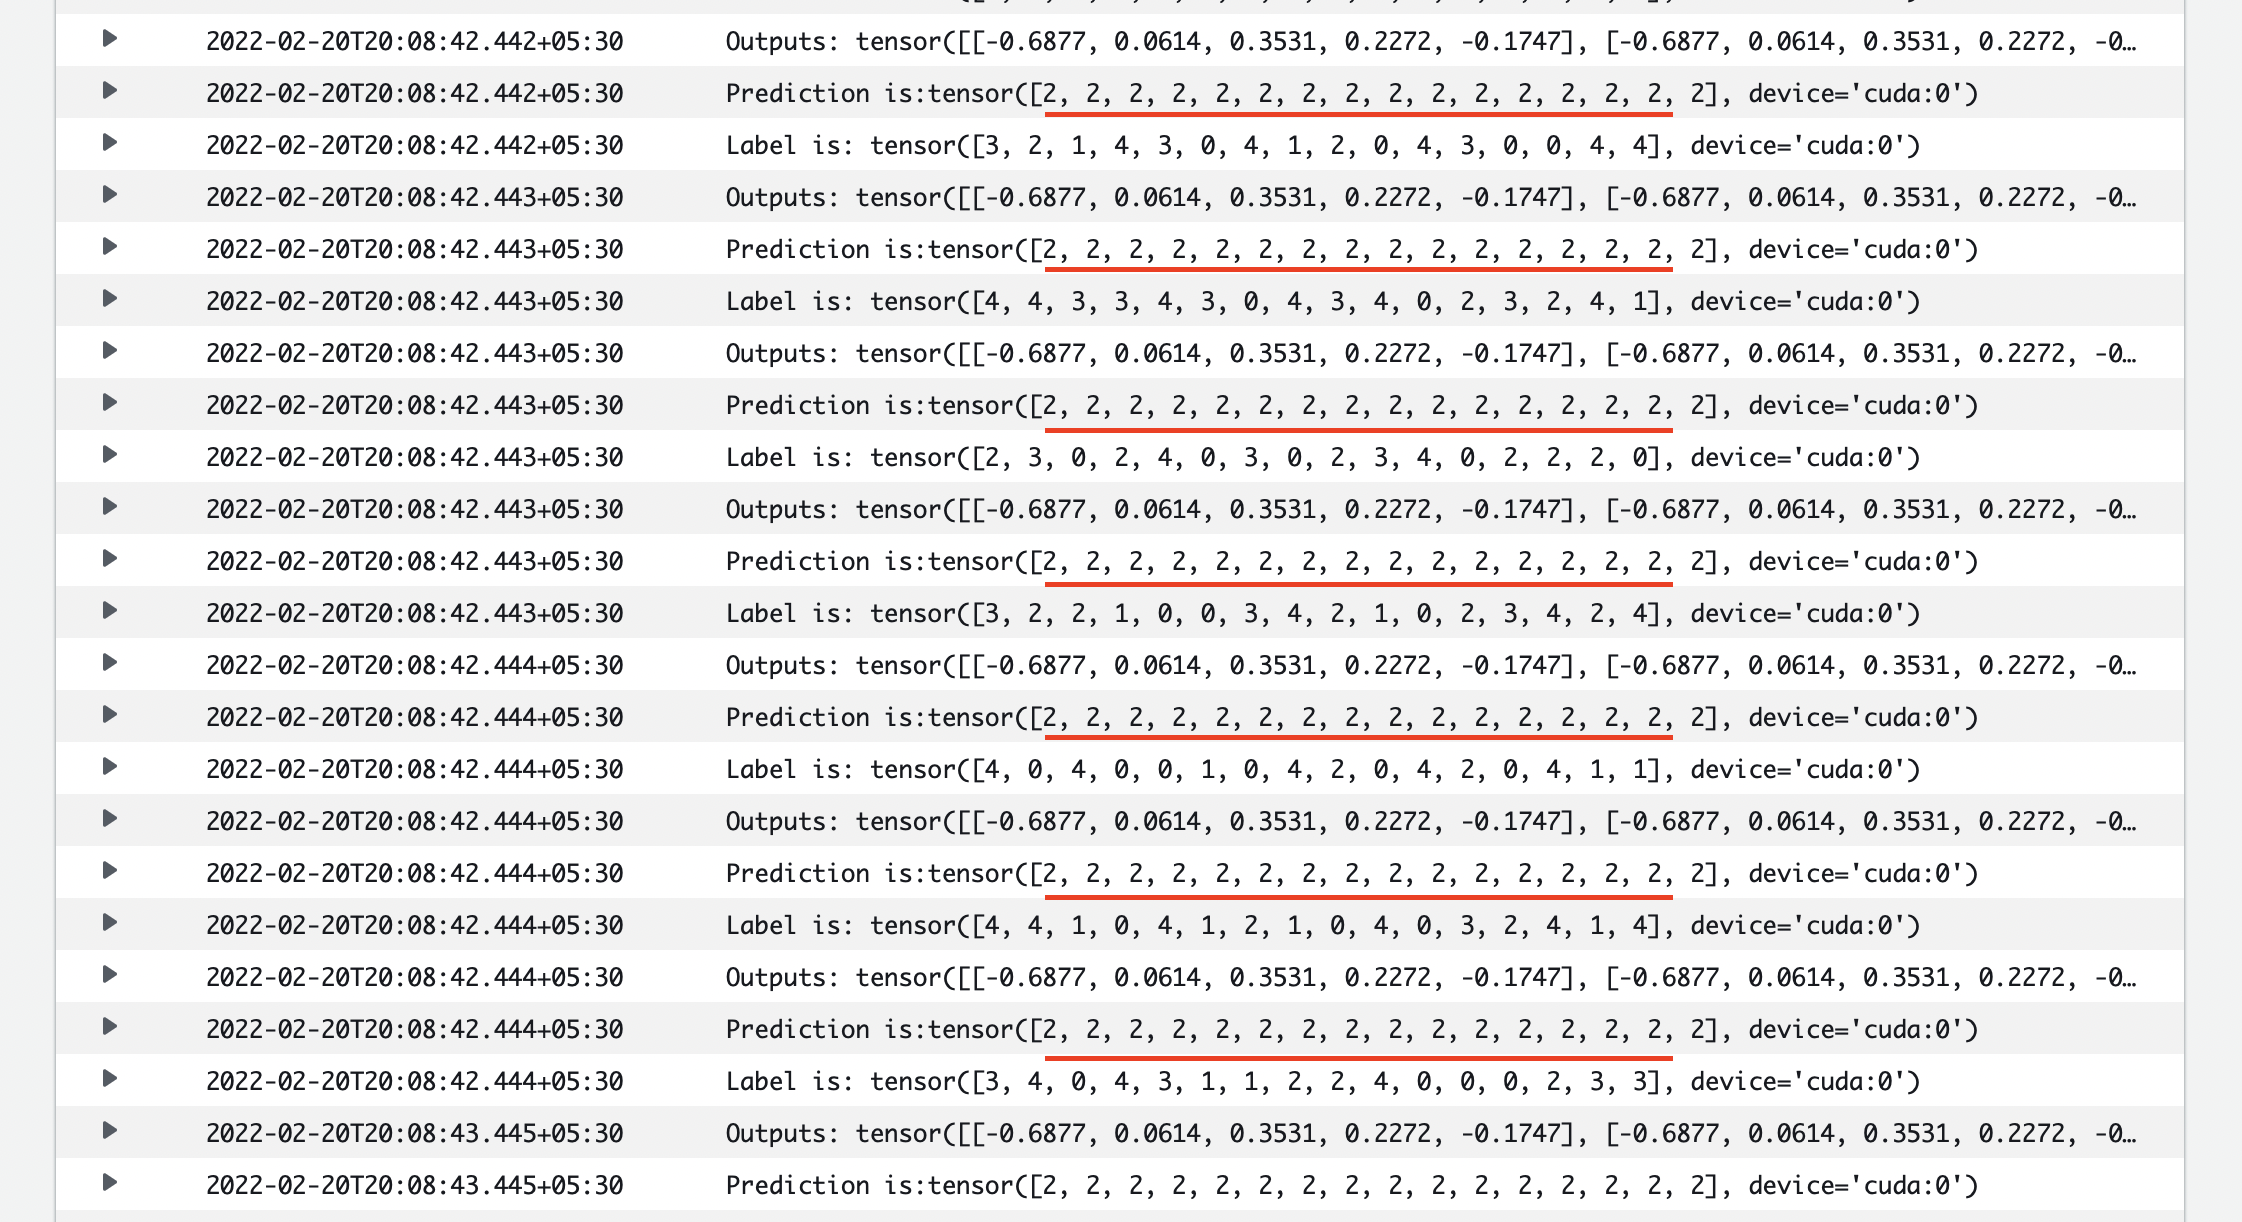 2022-02-20T20:08:42.442+05:30 Outputs: tensor([[-0.6877, 0.0614, 0.3531, 0.2272, -0.1747], [-0.6877, 0.0614, 0.3531, 0.2272, -0…
2022-02-20T20:08:42.442+05:30 Prediction is:tensor([2, 2, 2, 2, 2, 2, 2, 2, 2, 2, 2, 2, 2, 2, 2, 2], device='cuda:0')
2022-02-20T20:08:42.442+05:30 Label is: tensor([3, 2, 1, 4, 3, 0, 4, 1, 2, 0, 4, 3, 0, 0, 4, 4], device='cuda:0')
2022-02-20T20:08:42.443+05:30 Outputs: tensor([[-0.6877, 0.0614, 0.3531, 0.2272, -0.1747], [-0.6877, 0.0614, 0.3531, 0.2272, -0…
2022-02-20T20:08:42.443+05:30 Prediction is:tensor([2, 2, 2, 2, 2, 2, 2, 2, 2, 2, 2, 2, 2, 2, 2, 2], device='cuda:0')
2022-02-20T20:08:42.443+05:30 Label is: tensor([4, 4, 3, 3, 4, 3, 0, 4, 3, 4, 0, 2, 3, 2, 4, 1], device='cuda:0')
2022-02-20T20:08:42.443+05:30 Outputs: tensor([[-0.6877, 0.0614, 0.3531, 0.2272, -0.1747], [-0.6877, 0.0614, 0.3531, 0.2272, -0…
2022-02-20T20:08:42.443+05:30 Prediction is:tensor([2, 2, 2, 2, 2, 2, 2, 2, 2, 2, 2, 2, 2, 2, 2, 2], device='cuda:0')
2022-02-20T20:08:42.443+05:30 Label is: tensor([2, 3, 0, 2, 4, 0, 3, 0, 2, 3, 4, 0, 2, 2, 2, 0], device='cuda:0')
2022-02-20T20:08:42.443+05:30 Outputs: tensor([[-0.6877, 0.0614, 0.3531, 0.2272, -0.1747], [-0.6877, 0.0614, 0.3531, 0.2272, -0…
2022-02-20T20:08:42.443+05:30 Prediction is:tensor([2, 2, 2, 2, 2, 2, 2, 2, 2, 2, 2, 2, 2, 2, 2, 2], device='cuda:0')
2022-02-20T20:08:42.443+05:30 Label is: tensor([3, 2, 2, 1, 0, 0, 3, 4, 2, 1, 0, 2, 3, 4, 2, 4], device='cuda:0')
2022-02-20T20:08:42.444+05:30 Outputs: tensor([[-0.6877, 0.0614, 0.3531, 0.2272, -0.1747], [-0.6877, 0.0614, 0.3531, 0.2272, -0…
2022-02-20T20:08:42.444+05:30 Prediction is:tensor([2, 2, 2, 2, 2, 2, 2, 2, 2, 2, 2, 2, 2, 2, 2, 2], device='cuda:0')
2022-02-20T20:08:42.444+05:30 Label is: tensor([4, 0, 4, 0, 0, 1, 0, 4, 2, 0, 4, 2, 0, 4, 1, 1], device='cuda:0')
2022-02-20T20:08:42.444+05:30 Outputs: tensor([[-0.6877, 0.0614, 0.3531, 0.2272, -0.1747], [-0.6877, 0.0614, 0.3531, 0.2272, -0…
2022-02-20T20:08:42.444+05:30 Prediction is:tensor([2, 2, 2, 2, 2, 2, 2, 2, 2, 2, 2, 2, 2, 2, 2, 2], device='cuda:0')
2022-02-20T20:08:42.444+05:30 Label is: tensor([4, 4, 1, 0, 4, 1, 2, 1, 0, 4, 0, 3, 2, 4, 1, 4], device='cuda:0')
2022-02-20T20:08:42.444+05:30 Outputs: tensor([[-0.6877, 0.0614, 0.3531, 0.2272, -0.1747], [-0.6877, 0.0614, 0.3531, 0.2272, -0…
2022-02-20T20:08:42.444+05:30 Prediction is:tensor([2, 2, 2, 2, 2, 2, 2, 2, 2, 2, 2, 2, 2, 2, 2, 2], device='cuda:0')
2022-02-20T20:08:42.444+05:30 Label is: tensor([3, 4, 0, 4, 3, 1, 1, 2, 2, 4, 0, 0, 0, 2, 3, 3], device='cuda:0')
2022-02-20T20:08:43.445+05:30 Outputs: tensor([[-0.6877, 0.0614, 0.3531, 0.2272, -0.1747], [-0.6877, 0.0614, 0.3531, 0.2272, -0…
2022-02-20T20:08:43.445+05:30 Prediction is:tensor([2, 2, 2, 2, 2, 2, 2, 2, 2, 2, 2, 2, 2, 2, 2, 2], device='cuda:0')